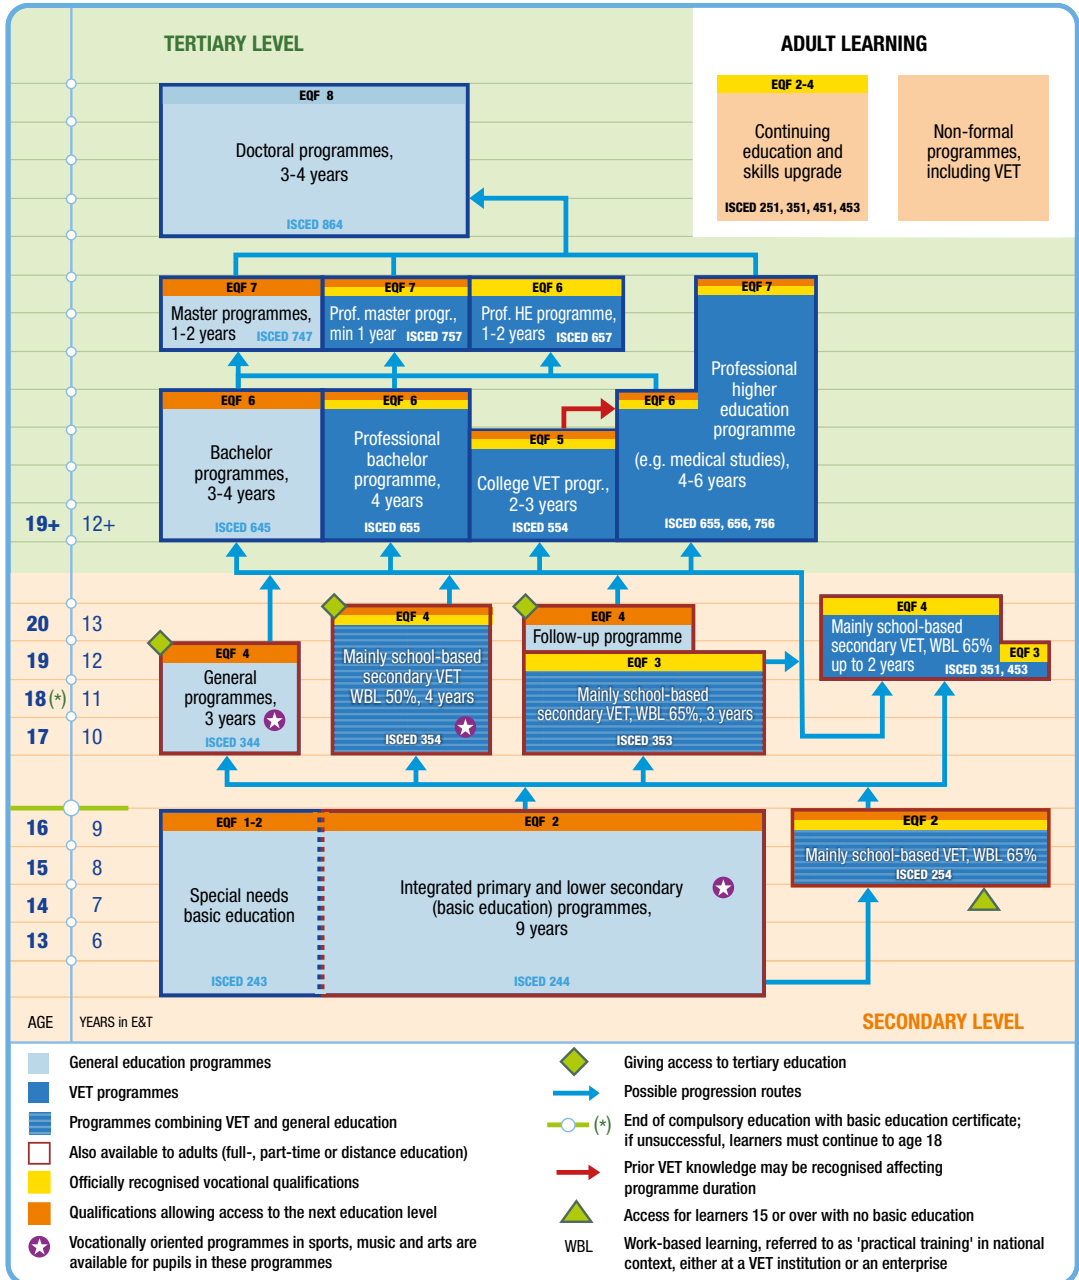 TERTIARY LEVEL
ADULT LEARNING
EQF 8
Doctoral programmes,
3-4 years
ISCED 864
EQF 2-4
Continuing
education and
skills upgrade
ISCED 251, 351, 451, 453
Non-formal
programmes,
including VET
EQF 7
Master programmes,
1-2 years ISCED 747
EQF 7
Prof. master progr.,
min 1 year ISCED 757
EQF 6
Prof. HE programme,
1-2 years ISCED 657
EQF 7
Professional
higher
education
programme
EQF 6
(e.g. medical studies),
4-6 years
ISCED 655, 656, 756
EQF 6
Bachelor
programmes,
3-4 years
ISCED 645
EQF 6
Professional
bachelor
programme,
4 years
ISCED 655
EQF 5
College VET progr.,
2-3 years
ISCED 554
19+ 12+
20 13
19 12
18 (*) 11
17 10
EQF 4
General
programmes,
3 years
ISCED 344
EQF 4
Mainly school-based
secondary VET
WBL 50%, 4 years
ISCED 354
EQF 4
Follow-up programme
EQF 3
Mainly school-based
secondary VET, WBL 65%, 3 years
ISCED 353
EQF 4
Mainly school-based
secondary VET, WBL 65%
up to 2 years ISCED 351, 453
EQF 3
16 9
15 8
14 7
13 6
EQF 1-2
Special needs
basic education
ISCED 243
EQF 2
Integrated primary and lower secondary
(basic education) programmes,
9 years
ISCED 244
EQF 2
Mainly school-based VET, WBL 65%
ISCED 254
AGE YEARS in E&T
SECONDARY LEVEL
General education programmes
VET programmes
Programmes combining VET and general education
Also available to adults (full-, part-time or distance education)
Officially recognised vocational qualifications
Qualifications allowing access to the next education level
Vocationally oriented programmes in sports, music and arts are
available for pupils in these programmes
Giving access to tertiary education
Possible progression routes
(*) End of compulsory education with basic education certificate;
if unsuccessful, learners must continue to age 18
Prior VET knowledge may be recognised affecting
programme duration
Access for learners 15 or over with no basic education
WBL Work-based learning, referred to as 'practical training' in national
context, either at a VET institution or an enterprise